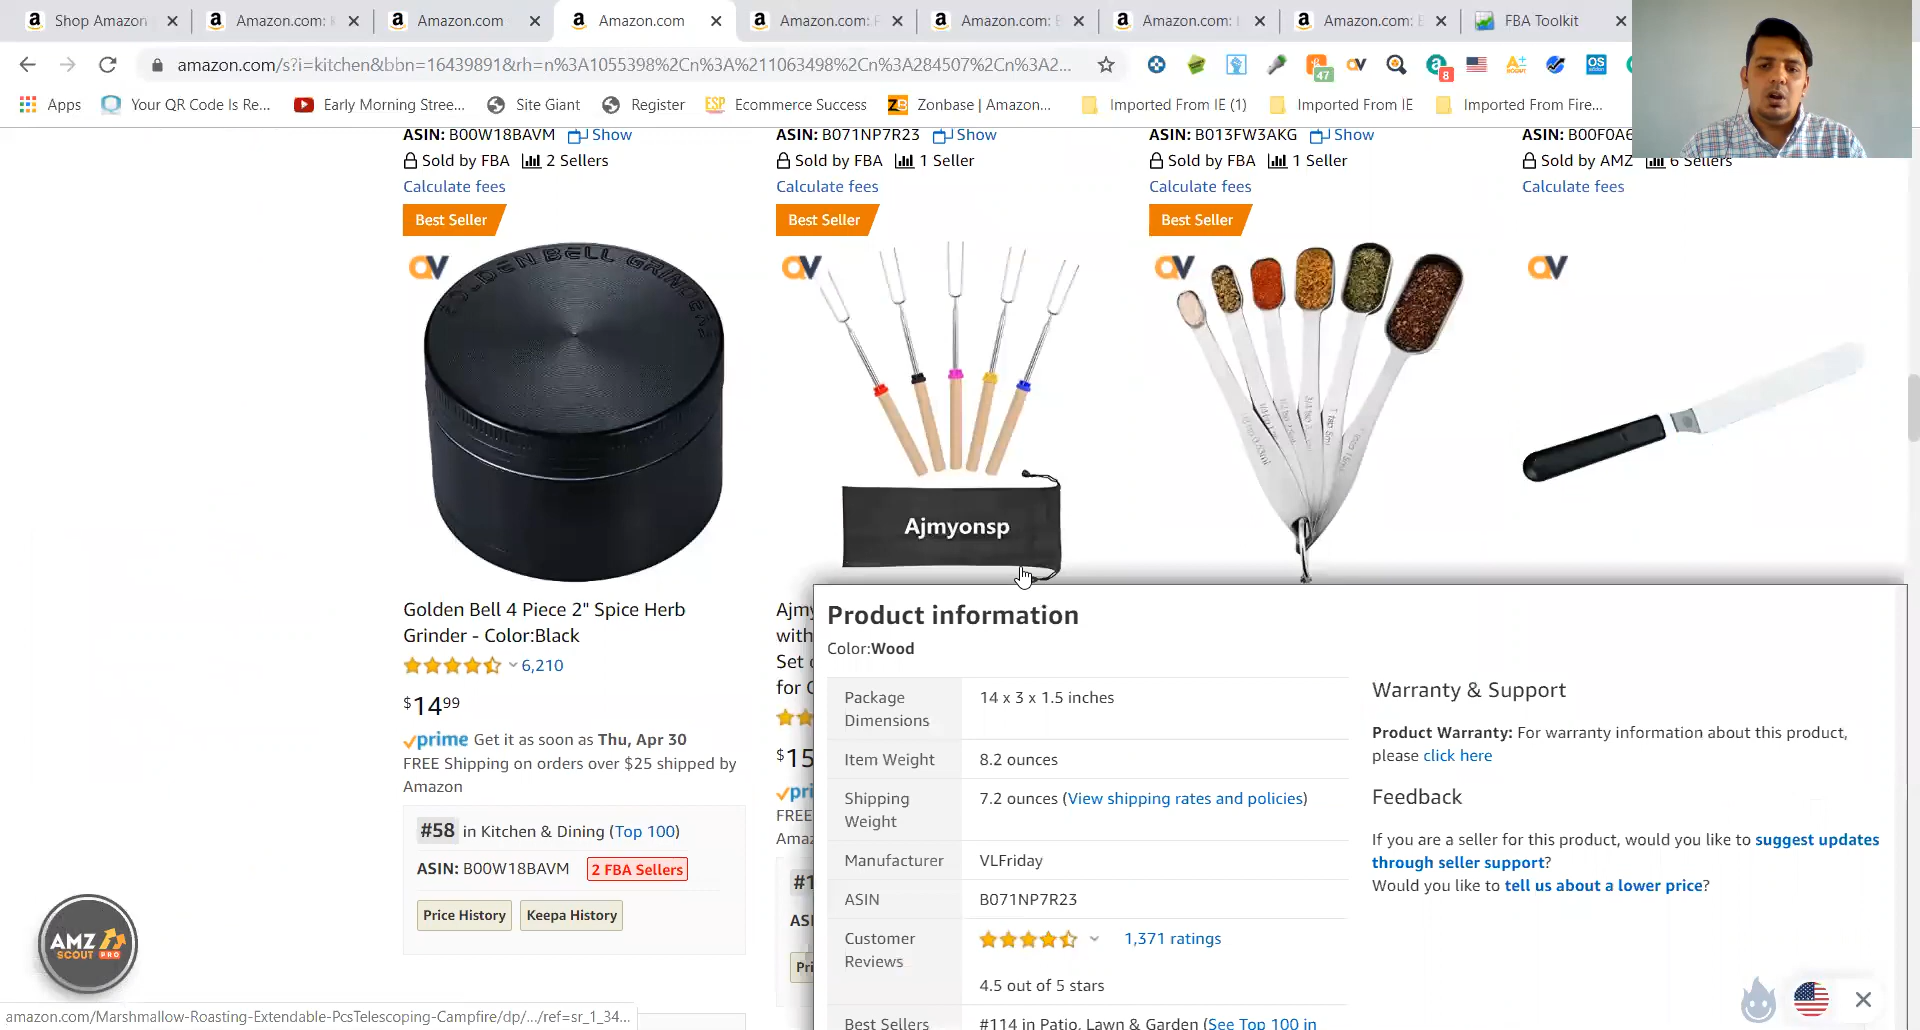 Shop Amazon
Amazon.com: k
Amazon.com
Amazon.com
Amazon.com: F
Amazon.com:
Amazon.com:
Amazon.com:
FBA Toolkit
amazon.com/s?i=kitchen&bbn=16439891&rh=n%3A1055398%2Cn%3A%211063498%2Cn%3A284507%2Cn%3A2...
47
8
OS
Apps
Your QR Code Is Re...
Early Morning Stree...
Site Giant
Register
ESP Ecommerce Success
ZB Zonbase | Amazon...
Imported From IE (1)
Imported From IE
Imported From Fire...
ASIN: B00W18BAVM Show
ASIN: B071NP7R23 Show
ASIN: B013FW3AKG Show
ASIN: B00F0A6
Sold by FBA 2 Sellers
Sold by FBA 1 Seller
Sold by FBA 1 Seller
Sold by AMZ 6 Sellers
Calculate fees
Calculate fees
Calculate fees
Calculate fees
Best Seller
Best Seller
Best Seller
Ajmyonsp
Golden Bell 4 Piece 2" Spice Herb
Grinder - Color:Black
6,210
$14 99
prime Get it as soon as Thu, Apr 30
FREE Shipping on orders over $25 shipped by
Amazon
#58 in Kitchen & Dining (Top 100)
ASIN: B00W18BAVM 2 FBA Sellers
Price History Keepa History
Ajmy
with
Set
for
$15
FREE
Amaz
Product information
Color:Wood
Package
Dimensions
14 x 3 x 1.5 inches
Item Weight
8.2 ounces
Shipping
Weight
7.2 ounces (View shipping rates and policies)
Manufacturer
VLFriday
ASIN
B071NP7R23
Customer
Reviews
1,371 ratings
4.5 out of 5 stars
Best Sellers
#114 in Patio, Lawn & Garden (See Top 100 in
Warranty & Support
Product Warranty: For warranty information about this product,
please click here
Feedback
If you are a seller for this product, would you like to suggest updates
through seller support?
Would you like to tell us about a lower price?
AMZ
SCOUT PRO
amazon.com/Marshmallow-Roasting-Extendable-PcsTelescoping-Campfire/dp/.../ref=sr_1_34...